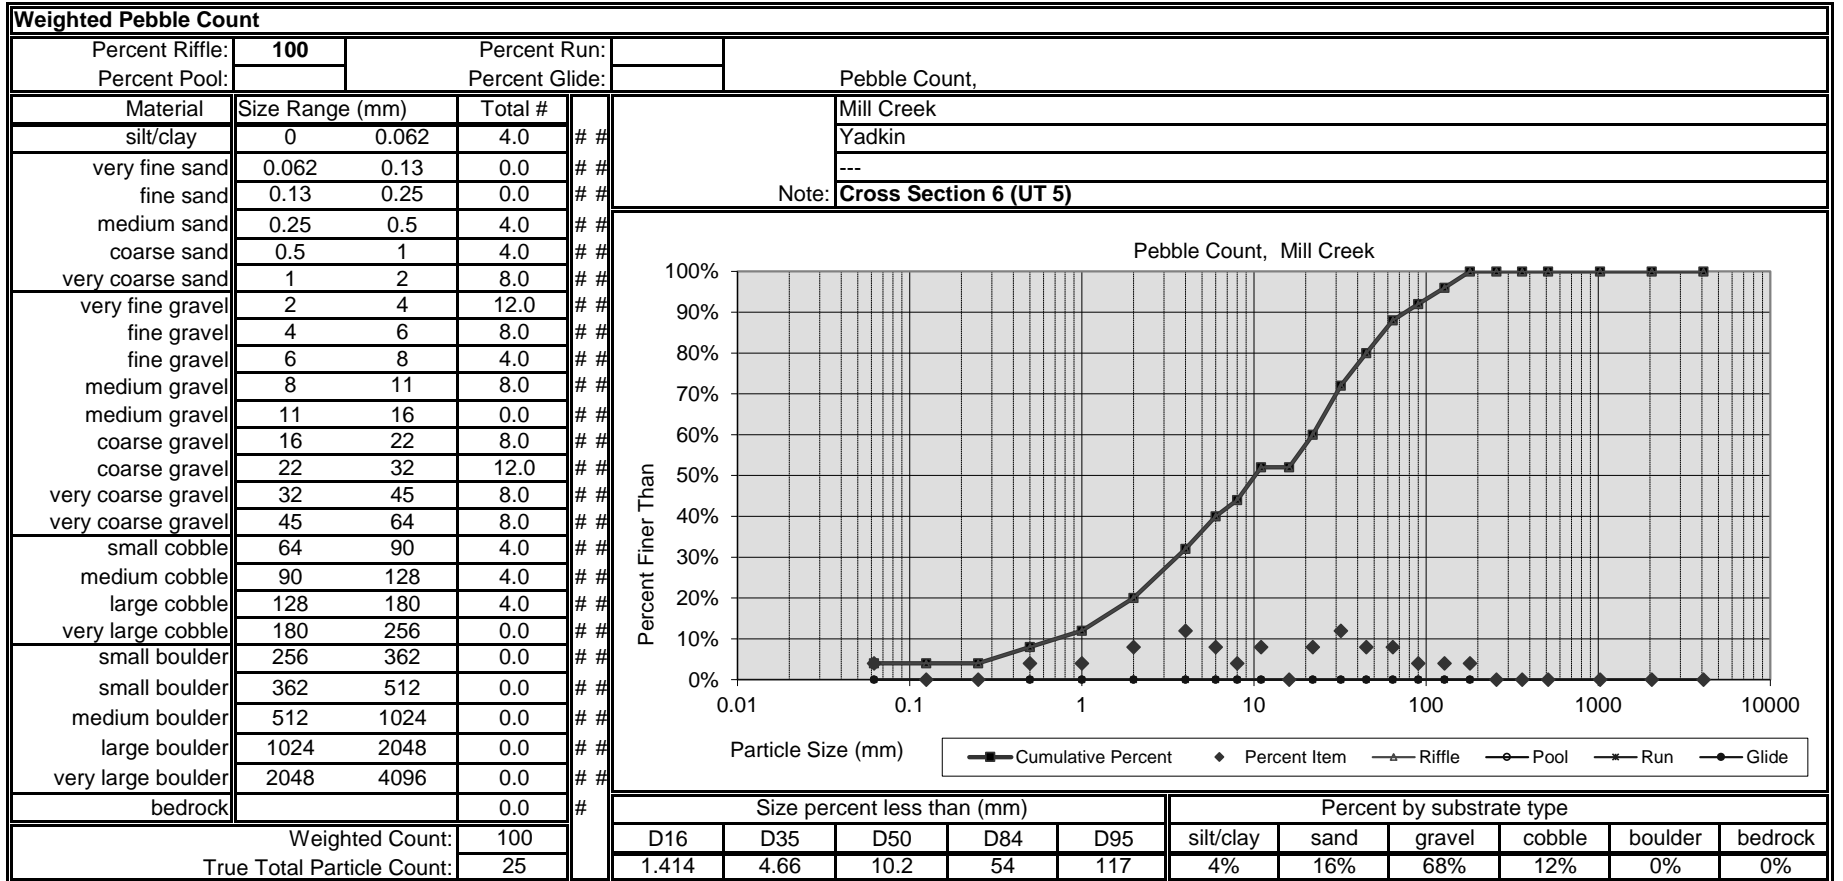 Weighted Pebble Count
Percent Riffle: 100 Percent Run:
Percent Pool: Percent Glide: Pebble Count,
Material Size Range (mm) Total # Mill Creek
silt/clay 0 0.062 4.0 # # Yadkin
very fine sand 0.062 0.13 0.0 # # ---
fine sand 0.13 0.25 0.0 # # Note: Cross Section 6 (UT 5)
medium sand 0.25 0.5 4.0 # #
coarse sand 0.5 1 4.0 # #
very coarse sand 1 2 8.0 # #
very fine gravel 2 4 12.0 # #
fine gravel 4 6 8.0 # #
fine gravel 6 8 4.0 # #
medium gravel 8 11 8.0 # #
medium gravel 11 16 0.0 # #
coarse gravel 16 22 8.0 # #
coarse gravel 22 32 12.0 # #
very coarse gravel 32 45 8.0 # #
very coarse gravel 45 64 8.0 # #
small cobble 64 90 4.0 # #
medium cobble 90 128 4.0 # #
large cobble 128 180 4.0 # #
very large cobble 180 256 0.0 # #
small boulder 256 362 0.0 # #
small boulder 362 512 0.0 # #
medium boulder 512 1024 0.0 # #
large boulder 1024 2048 0.0 # #
very large boulder 2048 4096 0.0 # #
bedrock 0.0 #
Weighted Count: 100
True Total Particle Count: 25
Pebble Count, Mill Creek
100%
90%
80%
70%
60%
50%
40%
30%
20%
10%
0%
Percent Finer Than
0.01 0.1 1 10 100 1000 10000
Particle Size (mm)
Cumulative Percent Percent Item Riffle Pool Run Glide
Size percent less than (mm) Percent by substrate type
D16 D35 D50 D84 D95 silt/clay sand gravel cobble boulder bedrock
1.414 4.66 10.2 54 117 4% 16% 68% 12% 0% 0%